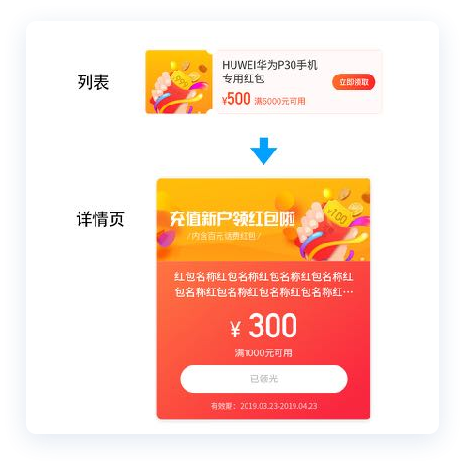 列表
HUWEI华为P30手机
专用红包
¥500 满5000元可用
立即领取
详情页
充值新户领红包啦
/ 内含百元话费红包 /
100
红包名称红包名称红包名称红包名称红
包名称红包名称红包名称红包名称红···
¥ 300
满1000元可用
已领光
有效期：2019.03.23-2019.04.23